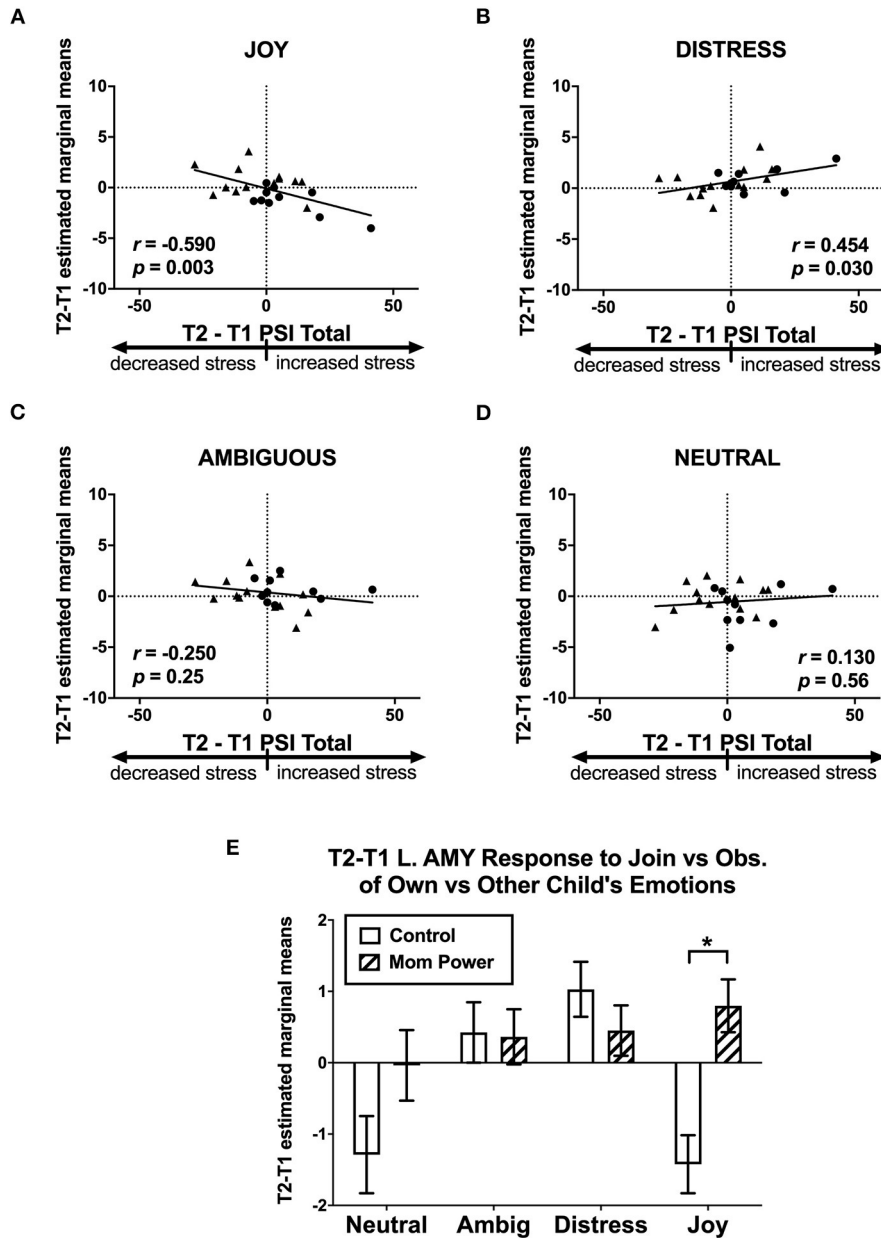 A
JOY
T2-T1 estimated marginal means
10
5
0
-5
-10
r = -0.590
p = 0.003
-50
0
50
T2 - T1 PSI Total
decreased stress
increased stress
B
DISTRESS
T2-T1 estimated marginal means
10
5
0
-5
-10
r = 0.454
p = 0.030
-50
0
50
T2 - T1 PSI Total
decreased stress
increased stress
C
AMBIGUOUS
T2-T1 estimated marginal means
10
5
0
-5
-10
r = -0.250
p = 0.25
-50
0
50
T2 - T1 PSI Total
decreased stress
increased stress
D
NEUTRAL
T2-T1 estimated marginal means
10
5
0
-5
-10
r = 0.130
p = 0.56
-50
0
50
T2 - T1 PSI Total
decreased stress
increased stress
E
T2-T1 L. AMY Response to Join vs Obs.
of Own vs Other Child's Emotions
T2-T1 estimated marginal means
2
1
0
-1
-2
Control
Mom Power
*
Neutral
Ambig
Distress
Joy